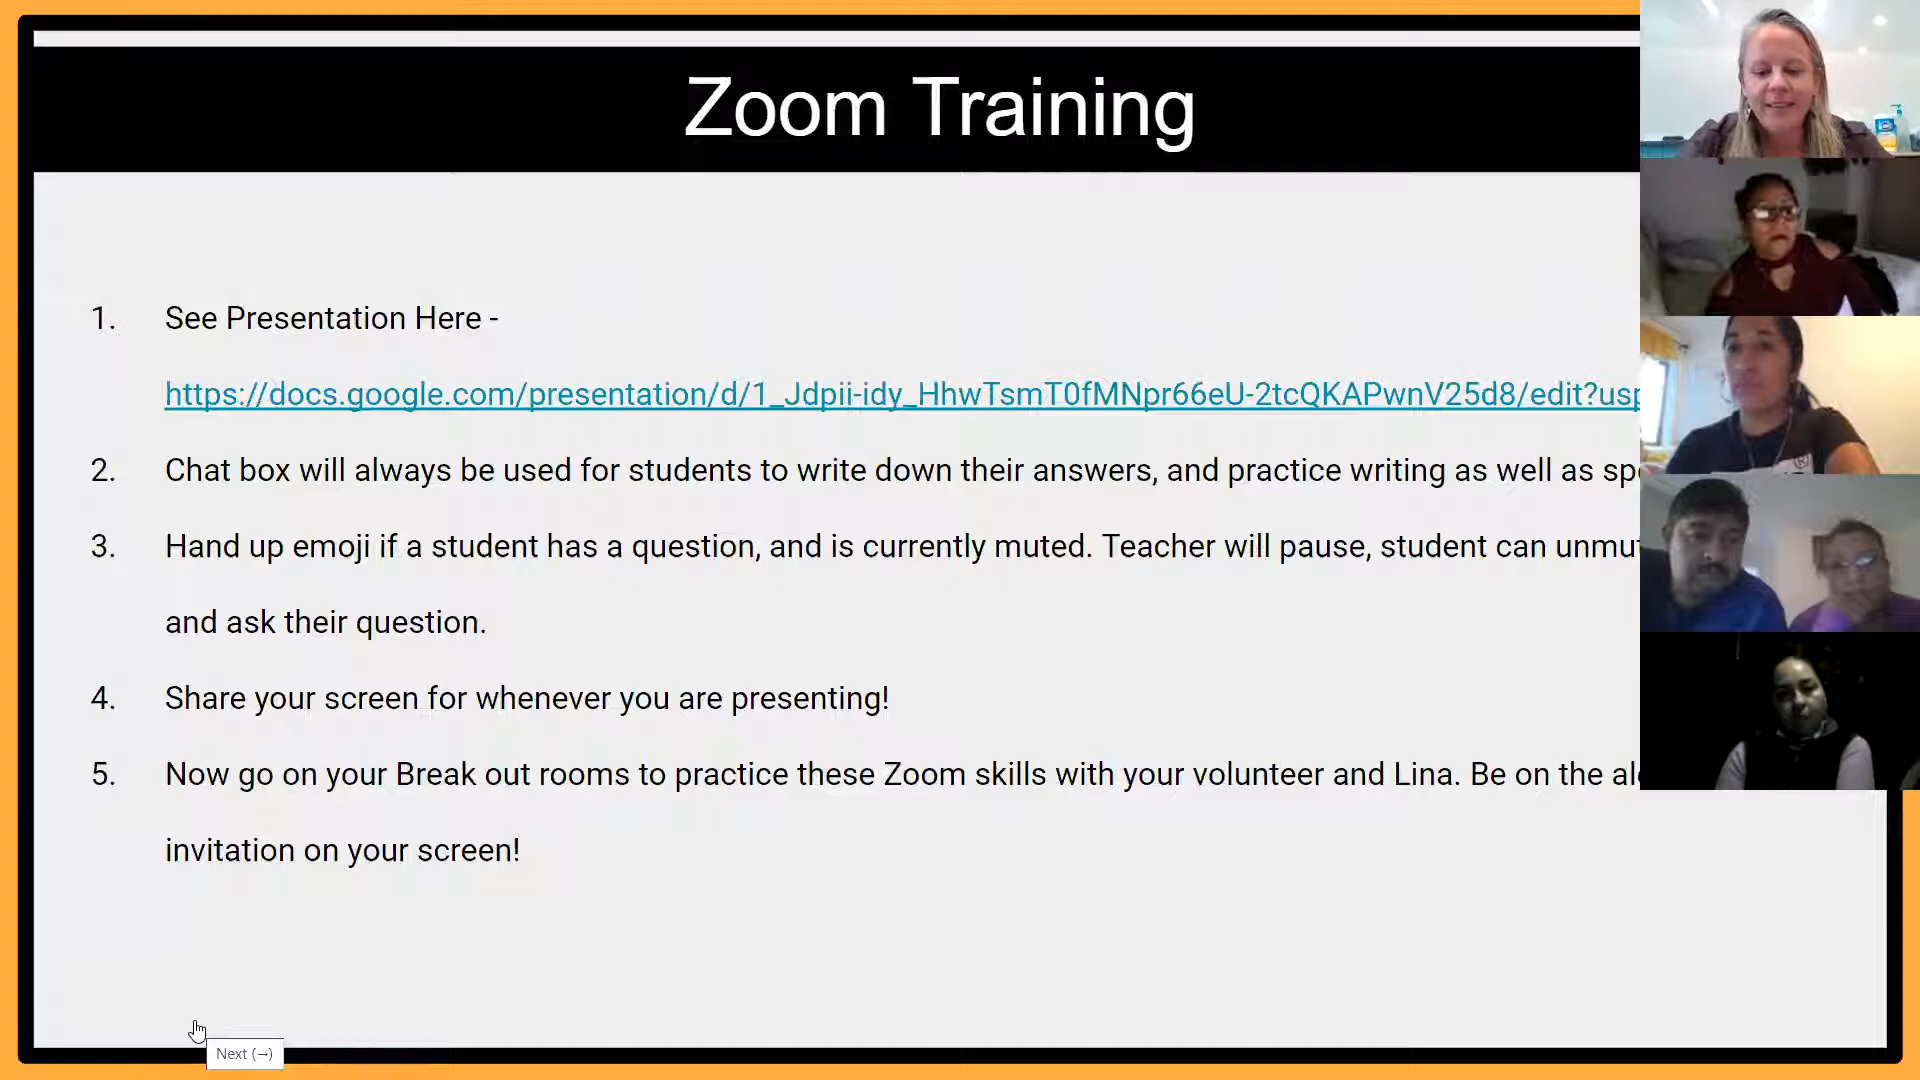 Zoom Training
1. See Presentation Here -
https://docs.google.com/presentation/d/1_Jdpii-idy_HhwTsmT0fMNpr66eU-2tcQKAPwnV25d8/edit?usp
2. Chat box will always be used for students to write down their answers, and practice writing as well as
3. Hand up emoji if a student has a question, and is currently muted. Teacher will pause, student can
and ask their question.
4. Share your screen for whenever you are presenting!
5. Now go on your Break out rooms to practice these Zoom skills with your volunteer and Lina. Be on the
invitation on your screen!
Next (→)